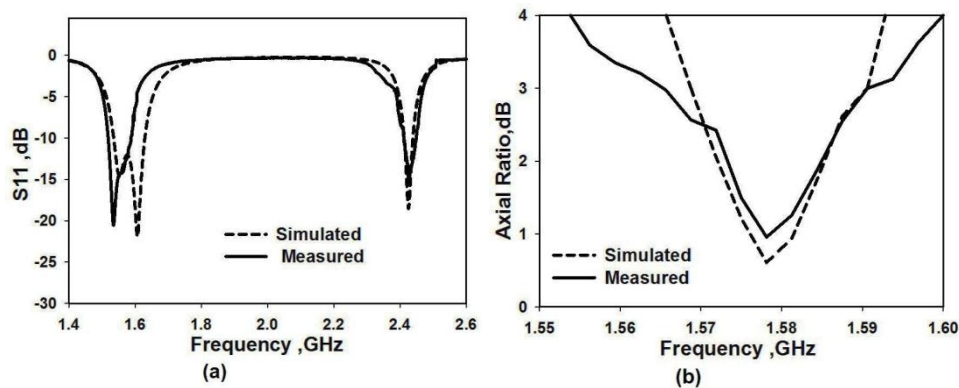 S11 ,dB
5
0
-5
-10
-15
-20
-25
-30
Simulated
Measured
1.4
1.6
1.8
2.0
2.2
2.4
2.6
Frequency ,GHz
(a)
Axial Ratio,dB
4
3
2
1
0
Simulated
Measured
1.55
1.56
1.57
1.58
1.59
1.60
Frequency ,GHz
(b)